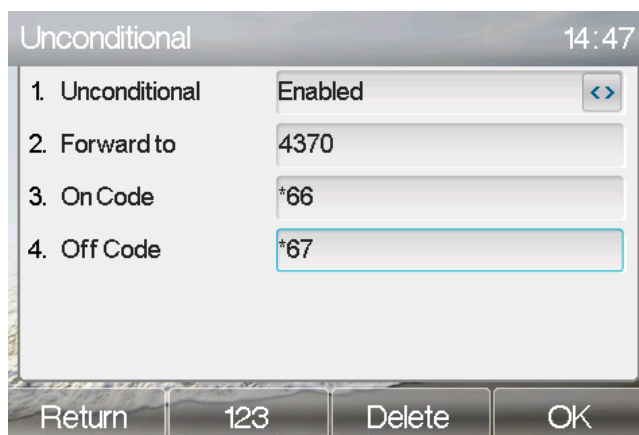 Unconditional 14:47
1. Unconditional Enabled
2. Forward to 4370
3. On Code *66
4. Off Code *67
Return 123 Delete OK